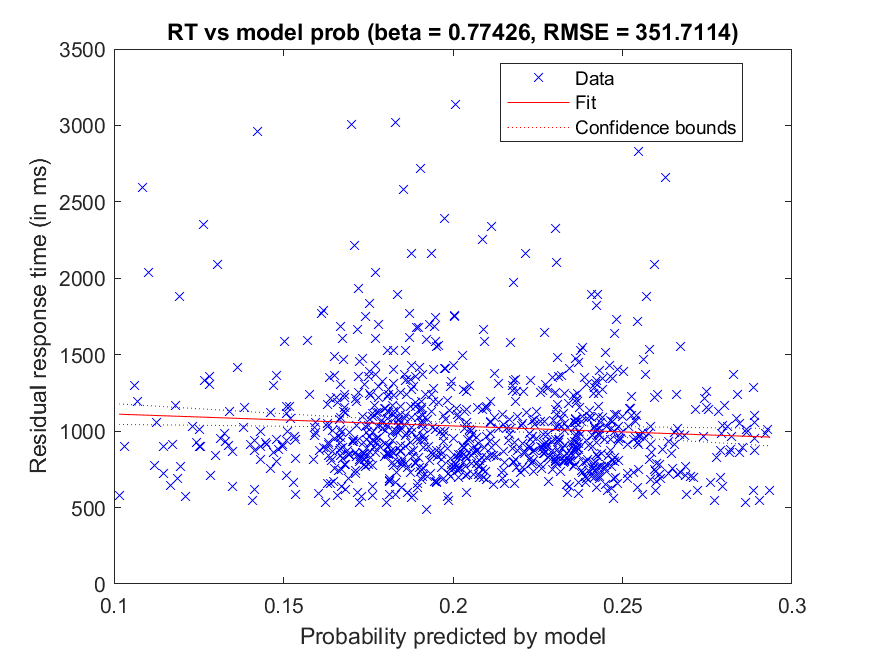 RT vs model prob (beta = 0.77426, RMSE = 351.7114)
Data
Fit
Confidence bounds
Residual response time (in ms)
3500
3000
2500
2000
1500
1000
500
0
0.1 0.15 0.2 0.25 0.3
Probability predicted by model